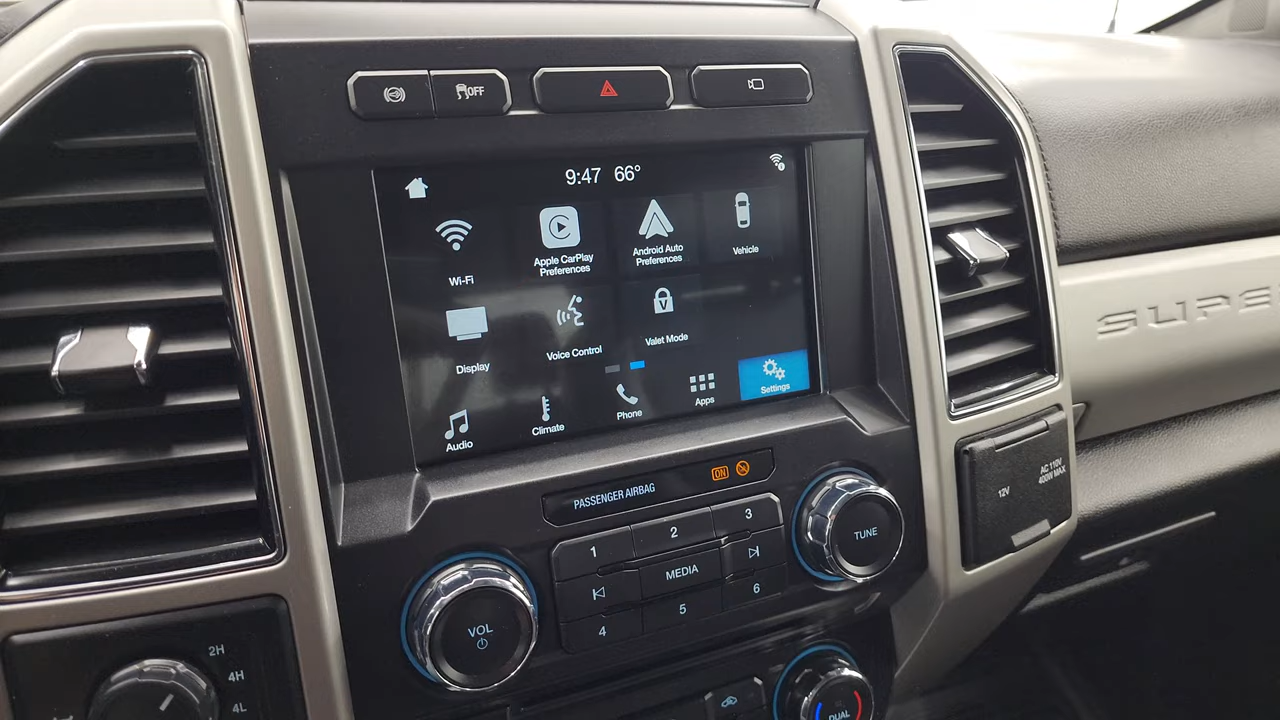 OFF
9:47 66°
Wi-Fi
Apple CarPlay
Preferences
Android Auto
Preferences
Vehicle
Display
Voice Control
V
Valet Mode
Audio
Climate
Phone
Apps
Settings
PASSENGER AIRBAG
ON
1
2
3
MEDIA
4
5
6
VOL
TUNE
12V
AC 110V
400W MAX
SUPE
2H
4H
4L
DUAL